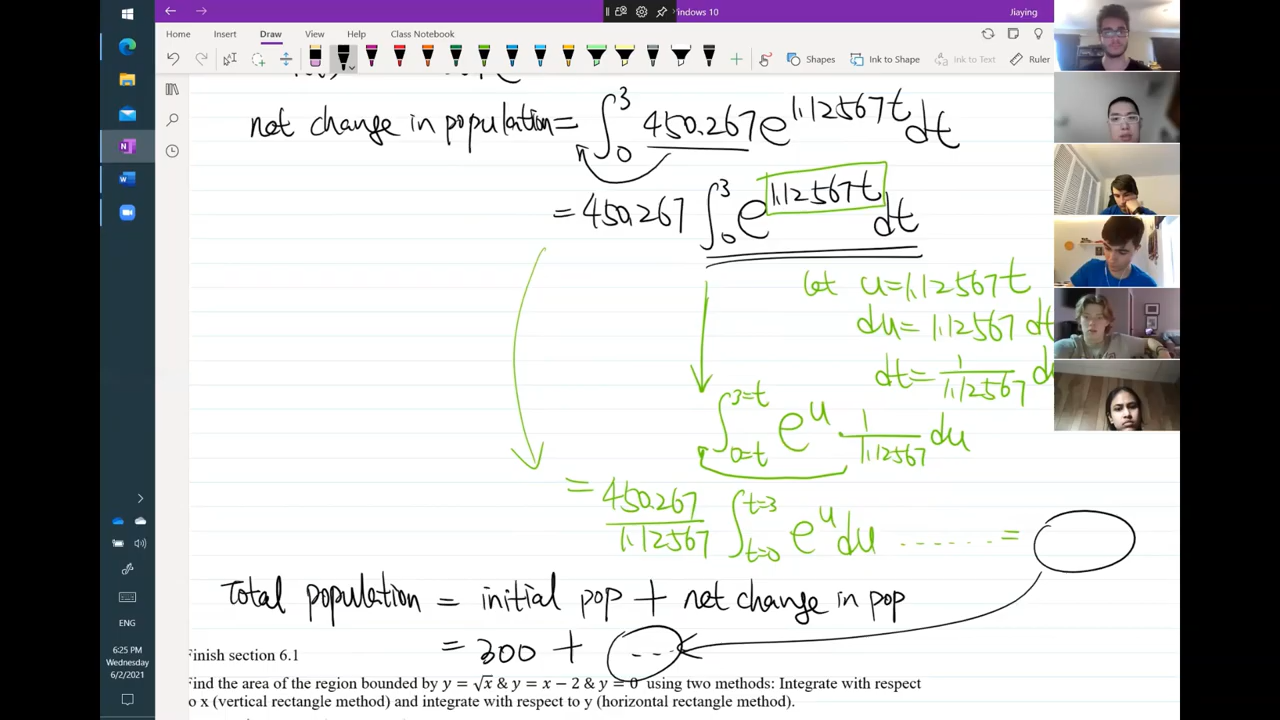 indows 10
Jiaying
Home Insert Draw View Help Class Notebook
Shapes Ink to Shape Ink to Text Ruler
not change in population = ∫₀³ 450.267e^{1.12567t} dt
= 450.267 ∫₀³ e^{1.12567t} dt
let u = 1.12567t
du = 1.12567 dt
dt = 1/1.12567 du
∫_{0=t}^{3=t} e^u · 1/1.12567 du
= 450.267/1.12567 ∫_{t=0}^{t=3} e^u du ........ =
Total population = initial pop + net change in pop
= 300 + ...
Finish section 6.1
Find the area of the region bounded by y = √x & y = x − 2 & y = 0 using two methods: Integrate with respect
o x (vertical rectangle method) and integrate with respect to y (horizontal rectangle method).
ENG
6:25 PM
Wednesday
6/2/2021